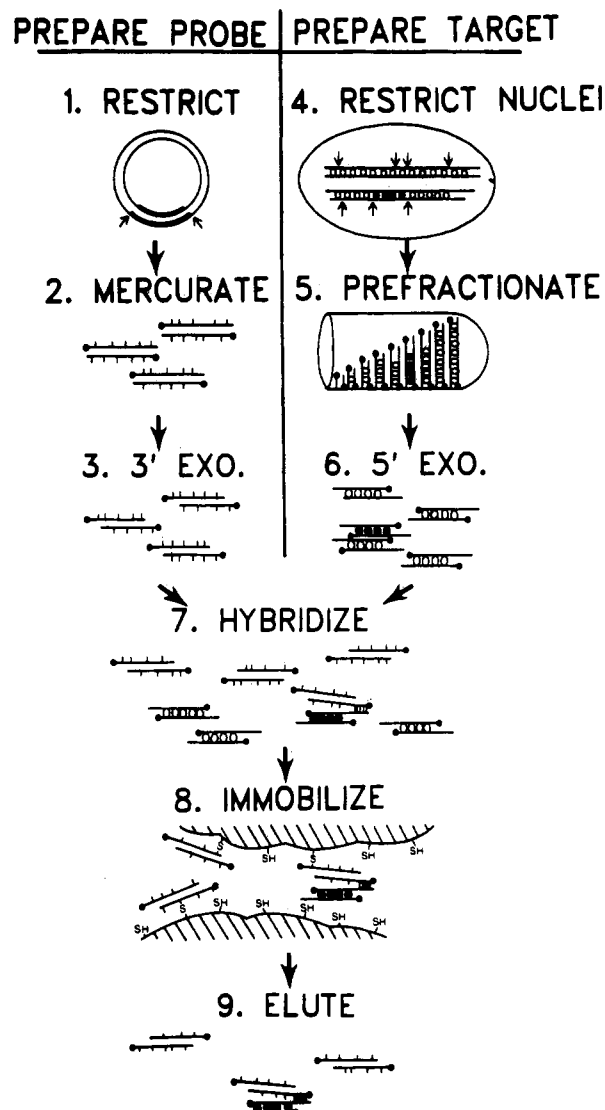 PREPARE PROBE
PREPARE TARGET
1. RESTRICT
4. RESTRICT NUCLEI
2. MERCURATE
5. PREFRACTIONATE
3. 3' EXO.
6. 5' EXO.
7. HYBRIDIZE
8. IMMOBILIZE
S
SH
S
SH
SH
SH
S
SH
SH
SH
SH
9. ELUTE